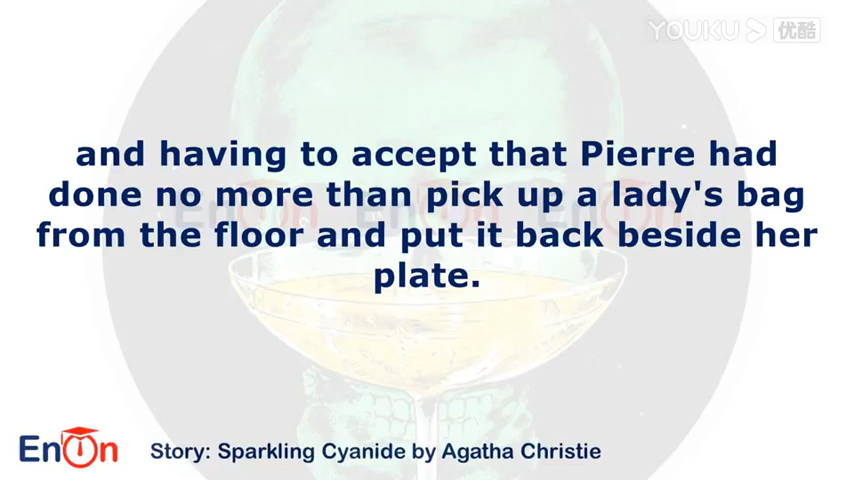 YOUKU 优酷
and having to accept that Pierre had
done no more than pick up a lady's bag
from the floor and put it back beside her
plate.
EnOn
Story: Sparkling Cyanide by Agatha Christie